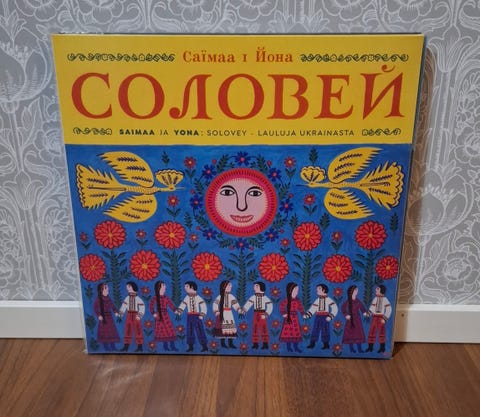 Саїмаа і Йона
СОЛОВЕЙ
SAIMAA JA YONA: SOLOVEY - LAULUJA UKRAINASTA